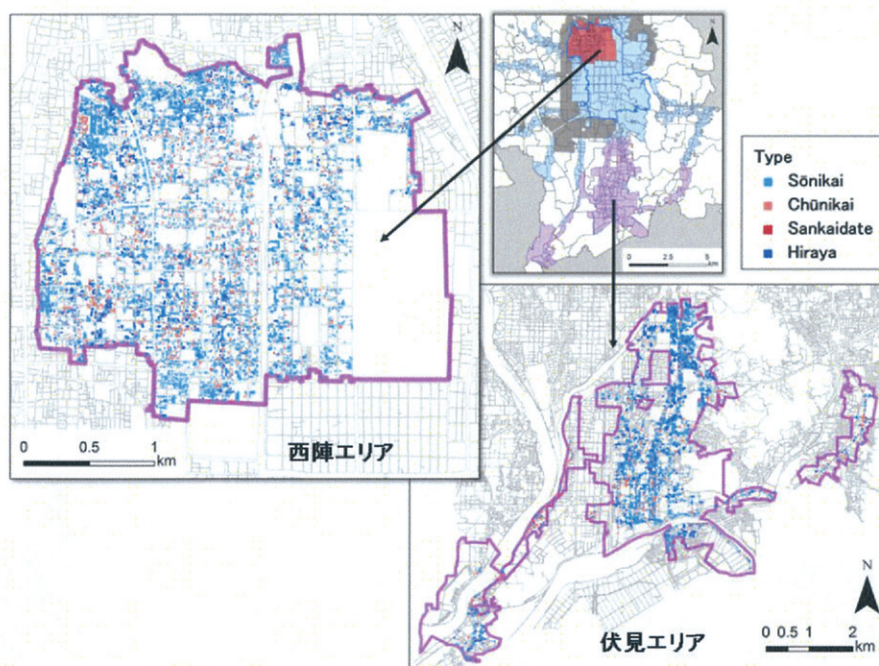 N
N
0 2.5 5
km
Type
Sōnikai
Chūnikai
Sankaidate
Hiraya
0 0.5 1
km
西陣エリア
N
伏見エリア
0 0.5 1 2
km